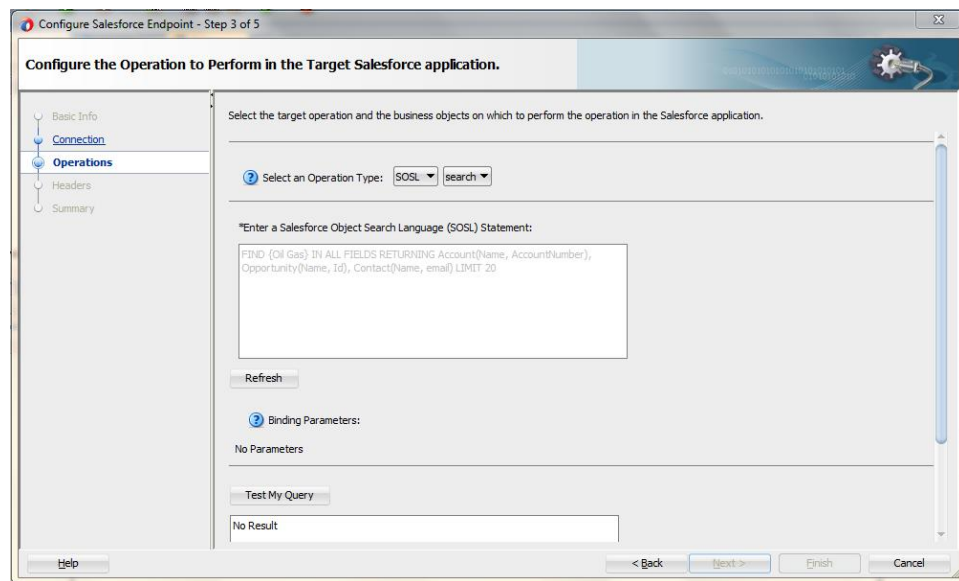 Configure Salesforce Endpoint - Step 3 of 5
Configure the Operation to Perform in the Target Salesforce application.
Basic Info
Connection
Operations
Headers
Summary
Select the target operation and the business objects on which to perform the operation in the Salesforce application.
Select an Operation Type: SOSL search
*Enter a Salesforce Object Search Language (SOSL) Statement:
FIND {Oil Gas} IN ALL FIELDS RETURNING Account(Name, AccountNumber),
Opportunity(Name, Id), Contact(Name, email) LIMIT 20
Refresh
Binding Parameters:
No Parameters
Test My Query
No Result
Help < Back Next > Finish Cancel